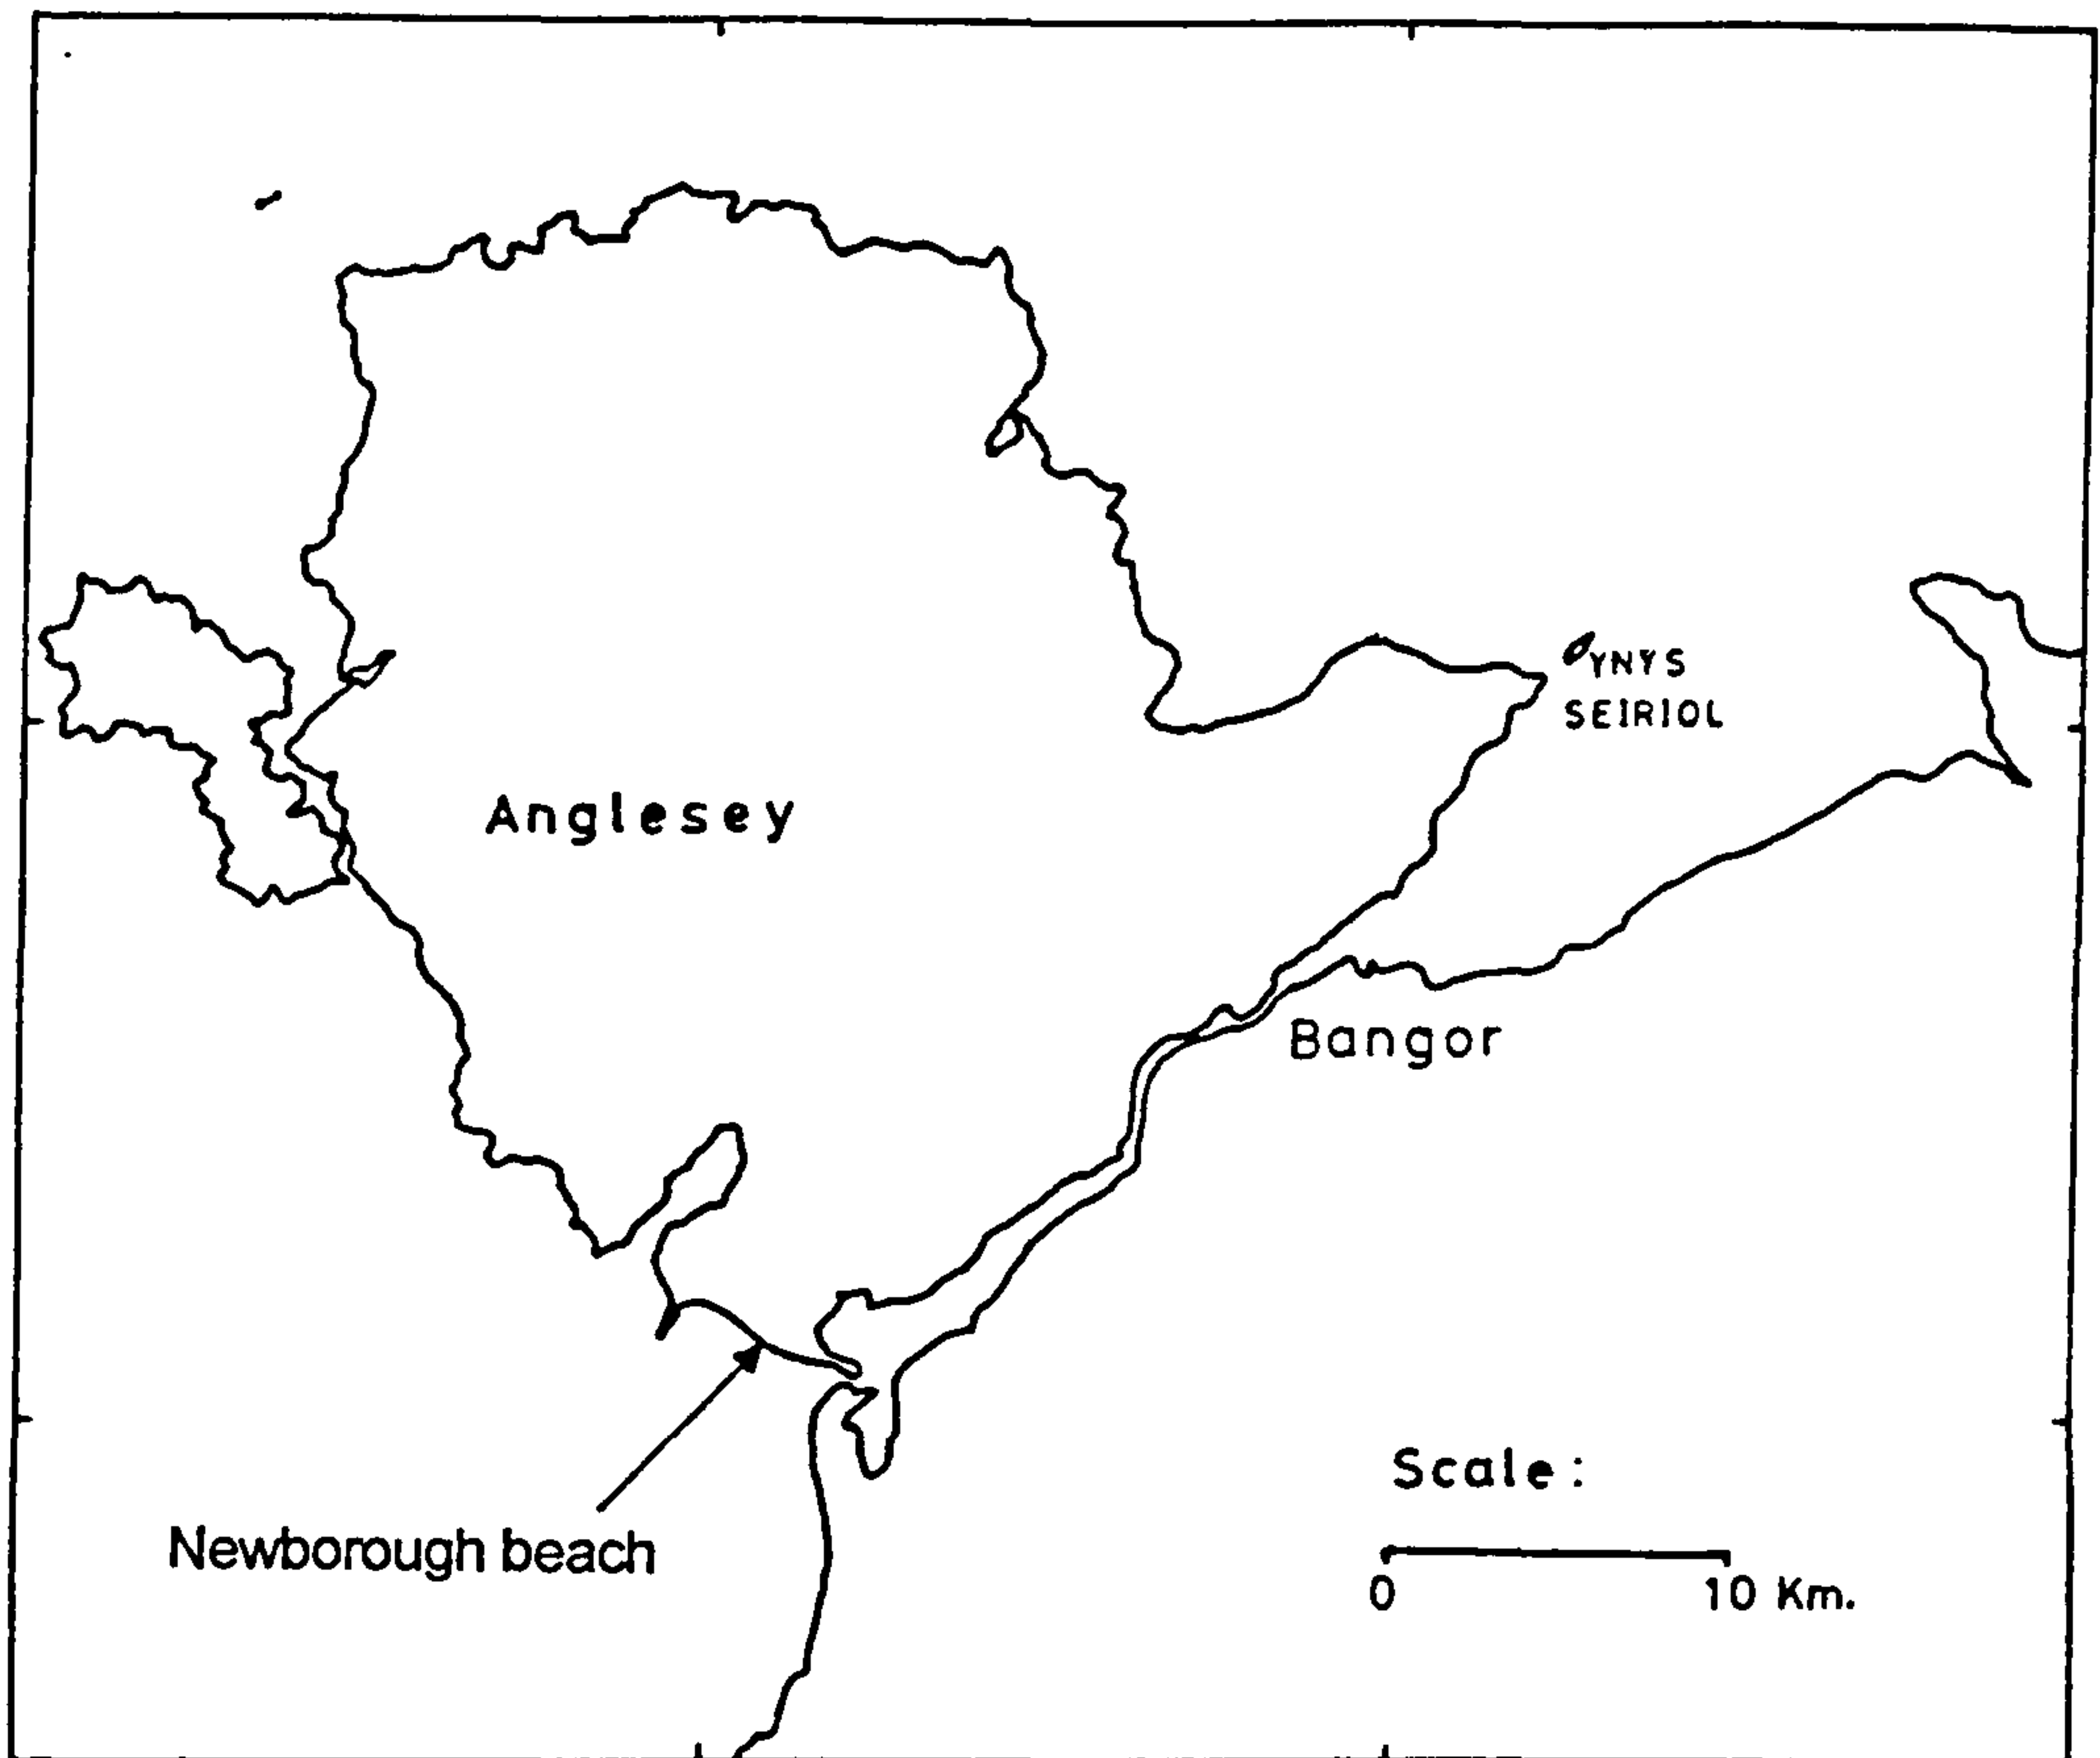 YNYS
SEIRIOL
Anglesey
Bangor
Scale :
Newborough beach
0 10 Km.